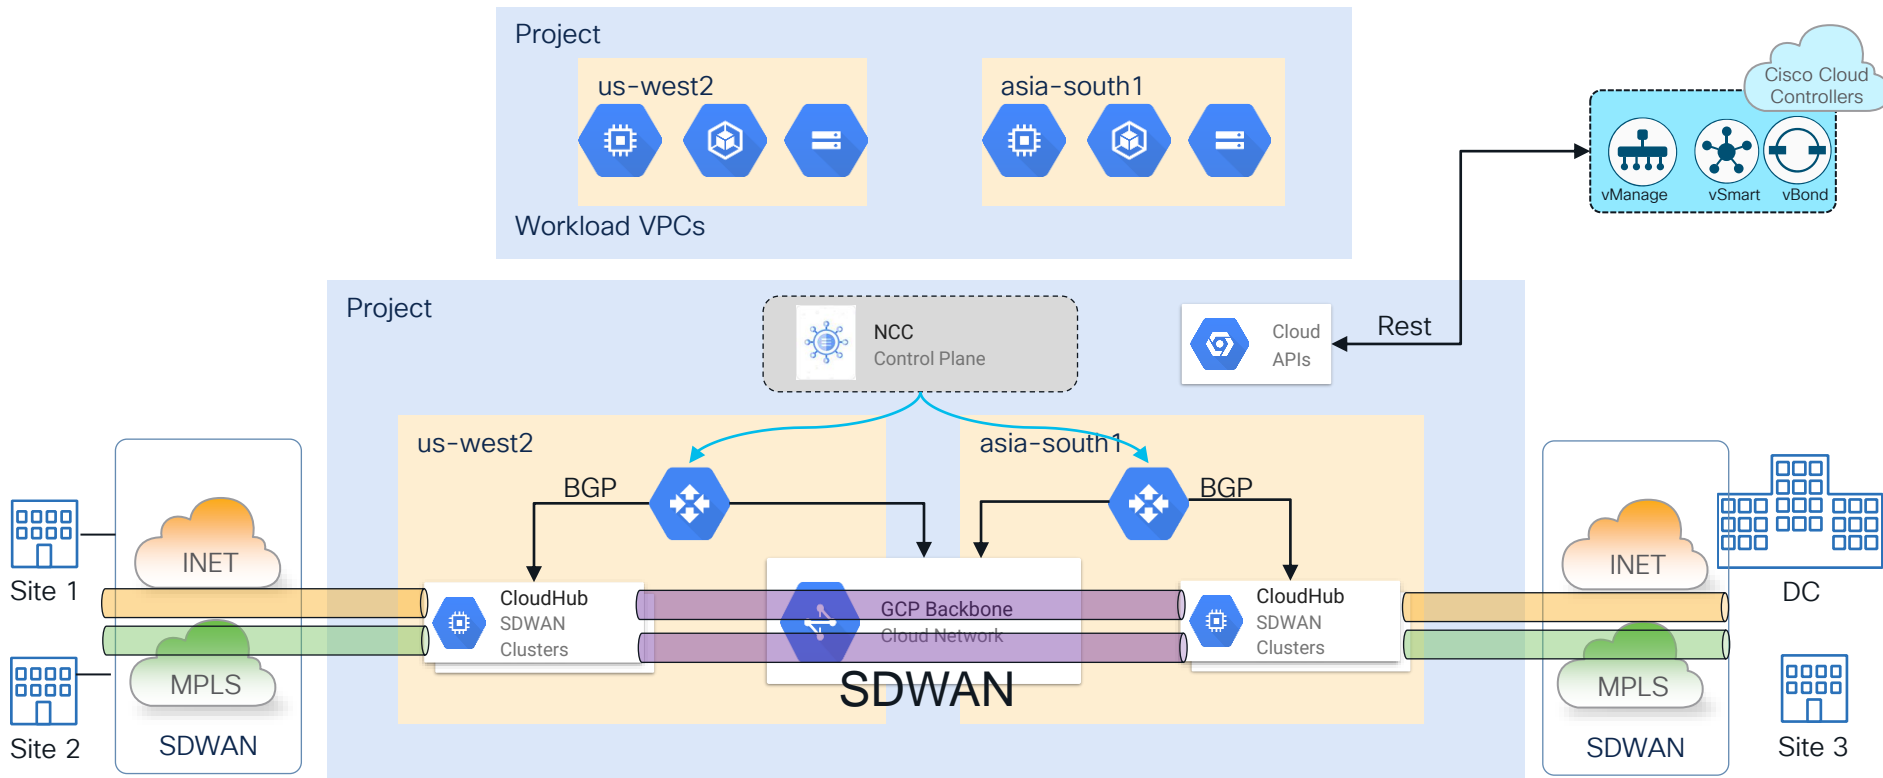 Project
us-west2
asia-south1
Workload VPCs
Cisco Cloud
Controllers
vManage
vSmart
vBond
Project
NCC
Control Plane
Cloud
APIs
Rest
us-west2
asia-south1
BGP
BGP
INET
MPLS
SDWAN
Site 1
Site 2
CloudHub
SDWAN
Clusters
GCP Backbone
Cloud Network
SDWAN
CloudHub
SDWAN
Clusters
INET
MPLS
SDWAN
DC
Site 3